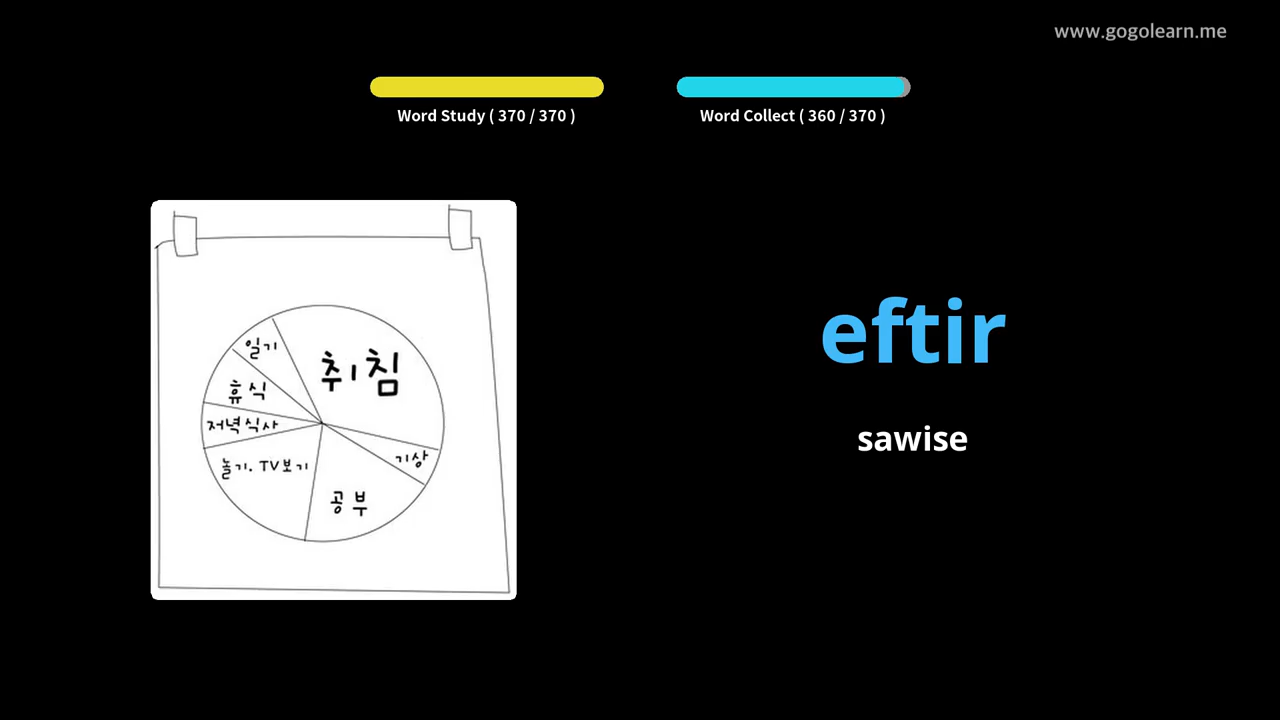 www.gogolearn.me
Word Study ( 370 / 370 )
Word Collect ( 360 / 370 )
일기
취침
휴식
저녁식사
기상
놀기. TV보기
공부
eftir
sawise